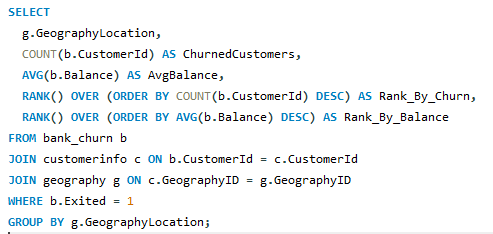 SELECT
g.GeographyLocation,
COUNT(b.CustomerId) AS ChurnedCustomers,
AVG(b.Balance) AS AvgBalance,
RANK() OVER (ORDER BY COUNT(b.CustomerId) DESC) AS Rank_By_Churn,
RANK() OVER (ORDER BY AVG(b.Balance) DESC) AS Rank_By_Balance
FROM bank_churn b
JOIN customerinfo c ON b.CustomerId = c.CustomerId
JOIN geography g ON c.GeographyID = g.GeographyID
WHERE b.Exited = 1
GROUP BY g.GeographyLocation;